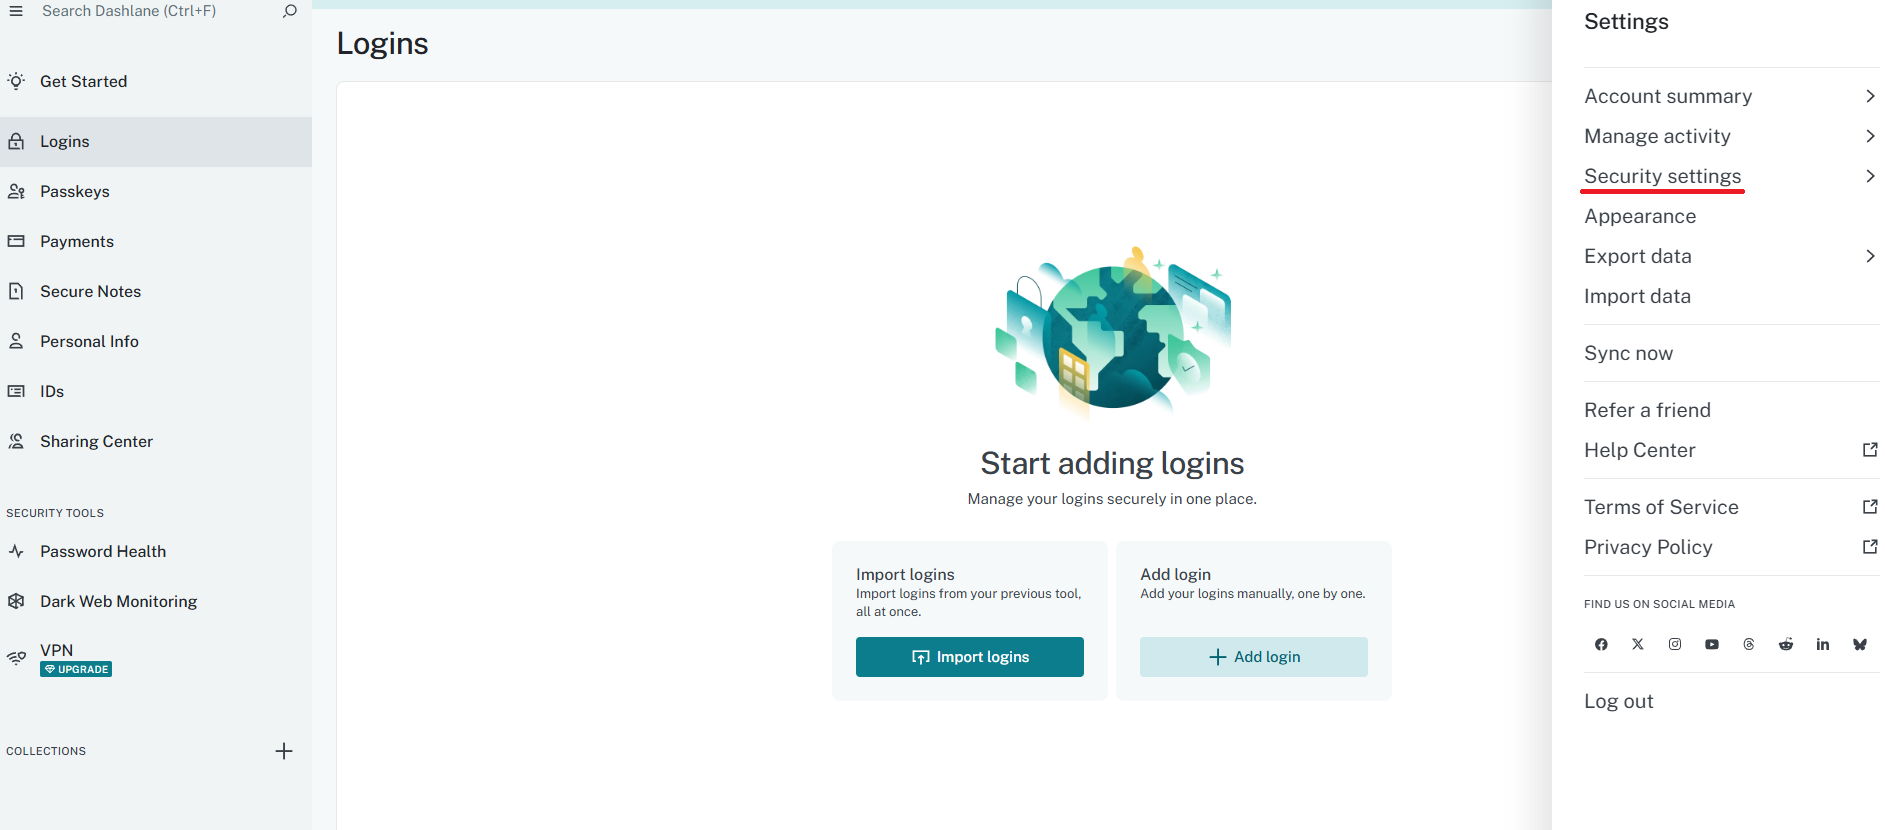 Search Dashlane (Ctrl+F)
Get Started
Logins
Passkeys
Payments
Secure Notes
Personal Info
IDs
Sharing Center
SECURITY TOOLS
Password Health
Dark Web Monitoring
VPN
UPGRADE
COLLECTIONS
Logins
Start adding logins
Manage your logins securely in one place.
Import logins
Import logins from your previous tool,
all at once.
Import logins
Add login
Add your logins manually, one by one.
Add login
Settings
Account summary
Manage activity
Security settings
Appearance
Export data
Import data
Sync now
Refer a friend
Help Center
Terms of Service
Privacy Policy
FIND US ON SOCIAL MEDIA
Log out